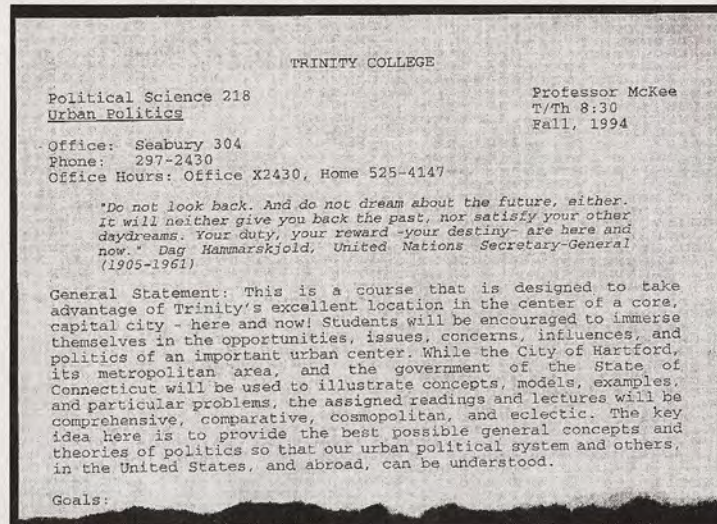 TRINITY COLLEGE
Political Science 218
Professor McKee
Urban Politics
T/Th 8:30
Fall, 1994
Office: Seabury 304
Phone: 297-2430
Office Hours: Office X2430, Home 525-4147
"Do not look back. And do not dream about the future, either.
It will neither give you back the past, nor satisfy your other
daydreams. Your duty, your reward -your destiny- are here and
now." Dag Hammarskjold, United Nations Secretary-General
(1905-1961)
General Statement: This is a course that is designed to take
advantage of Trinity's excellent location in the center of a core,
capital city - here and now! Students will be encouraged to immerse
themselves in the opportunities, issues, concerns, influences, and
politics of an important urban center. While the City of Hartford,
its metropolitan area, and the government of the State of
Connecticut will be used to illustrate concepts, models, examples,
and particular problems, the assigned readings and lectures will be
comprehensive, comparative, cosmopolitan, and eclectic. The key
idea here is to provide the best possible general concepts and
theories of politics so that our urban political system and others,
in the United States, and abroad, can be understood.
Goals: